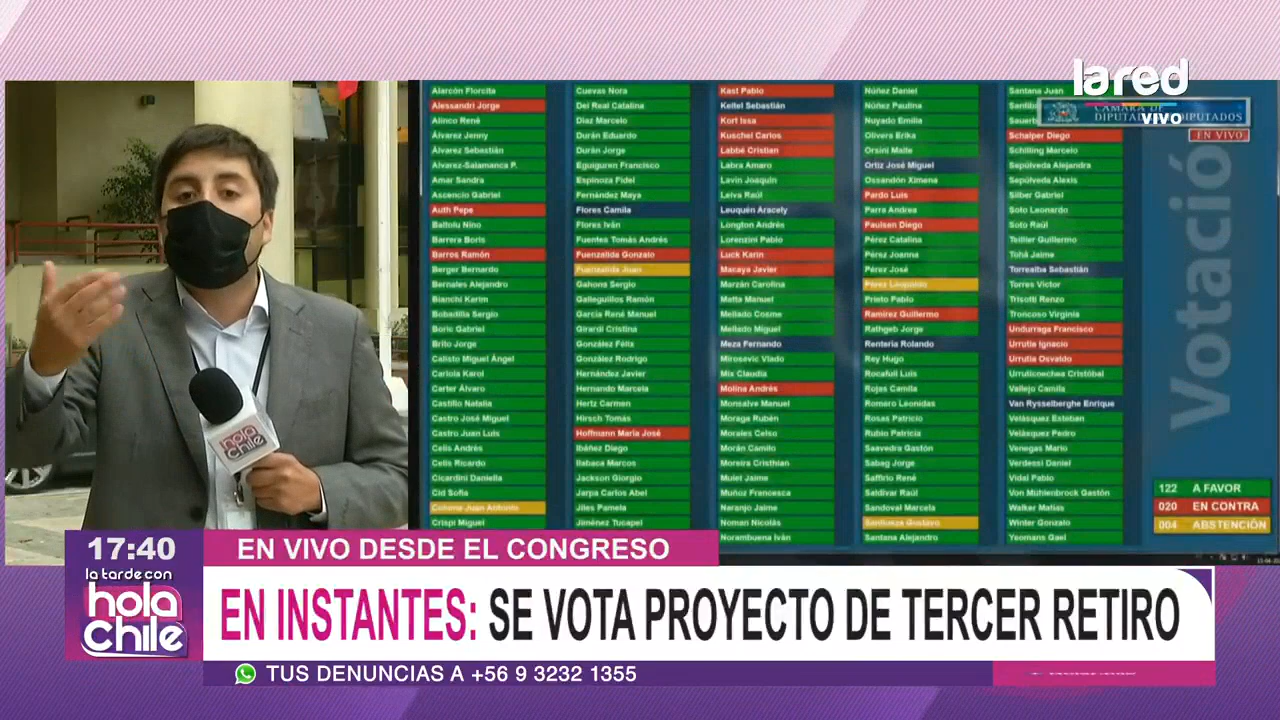 lared
VIVO
CÁMARA DE
DIPUTADOS
EN VIVO
votació
Alarcón Florcita
Alessandri Jorge
Alinco René
Álvarez Jenny
Álvarez Sebastián
Álvarez-Salamanca P.
Amar Sandra
Ascencio Gabriel
Auth Pepe
Baltolu Nino
Barrera Boris
Barros Ramón
Berger Bernardo
Bernales Alejandro
Bianchi Karim
Bobadilla Sergio
Boric Gabriel
Brito Jorge
Calisto Miguel Ángel
Cariola Karol
Carter Álvaro
Castillo Natalia
Castro José Miguel
Castro Juan Luis
Celis Andrés
Celis Ricardo
Cicardini Daniella
Cid Sofía
Coloma Juan Antonio
Crispi Miguel
Cuevas Nora
Del Real Catalina
Díaz Marcelo
Durán Eduardo
Durán Jorge
Eguiguren Francisco
Espinoza Fidel
Fernández Maya
Flores Camila
Flores Iván
Fuentes Tomás Andrés
Fuenzalida Gonzalo
Fuenzalida Juan
Gahona Sergio
Galleguillos Ramón
García René Manuel
Girardi Cristina
González Félix
González Rodrigo
Hernández Javier
Hernando Marcela
Hertz Carmen
Hirsch Tomás
Hoffmann María José
Ibáñez Diego
Ilabaca Marcos
Jackson Giorgio
Jarpa Carlos Abel
Jiles Pamela
Jiménez Tucapel
Kast Pablo
Keitel Sebastián
Kort Issa
Kuschel Carlos
Labbé Cristian
Labra Amaro
Lavín Joaquín
Leiva Raúl
Leuquén Aracely
Longton Andrés
Lorenzini Pablo
Luck Karin
Macaya Javier
Marzán Carolina
Matta Manuel
Mellado Cosme
Mellado Miguel
Meza Fernando
Mirosevic Vlado
Mix Claudia
Molina Andrés
Monsalve Manuel
Moraga Rubén
Morales Celso
Morán Camilo
Moreira Cristhian
Mulet Jaime
Muñoz Francesca
Naranjo Jaime
Noman Nicolás
Norambuena Iván
Núñez Daniel
Núñez Paulina
Nuyado Emilia
Olivera Erika
Orsini Maite
Ortiz José Miguel
Ossandón Ximena
Pardo Luis
Parra Andrea
Paulsen Diego
Pérez Catalina
Pérez Joanna
Pérez José
Pérez Leopoldo
Prieto Pablo
Ramírez Guillermo
Rathgeb Jorge
Rentería Rolando
Rey Hugo
Rocafull Luis
Rojas Camila
Romero Leonidas
Rosas Patricio
Rubio Patricia
Saavedra Gastón
Sabag Jorge
Saffirio René
Saldívar Raúl
Sandoval Marcela
Sanhueza Gustavo
Santana Alejandro
Santana Juan
Schalper Diego
Schilling Marcelo
Sepúlveda Alejandra
Sepúlveda Alexis
Silber Gabriel
Soto Leonardo
Soto Raúl
Teillier Guillermo
Tohá Jaime
Torrealba Sebastián
Torres Víctor
Trisotti Renzo
Troncoso Virginia
Undurraga Francisco
Urrutia Ignacio
Urrutia Osvaldo
Urruticoechea Cristóbal
Vallejo Camila
Van Rysselberghe Enrique
Velásquez Esteban
Velásquez Pedro
Venegas Mario
Verdessi Daniel
Vidal Pablo
Von Mühlenbrock Gastón
Walker Matías
Winter Gonzalo
Yeomans Gael
122 A FAVOR
020 EN CONTRA
004 ABSTENCIÓN
hola
chile
17:40
la tarde con
hola
chile
EN VIVO DESDE EL CONGRESO
EN INSTANTES: SE VOTA PROYECTO DE TERCER RETIRO
TUS DENUNCIAS A +56 9 3232 1355